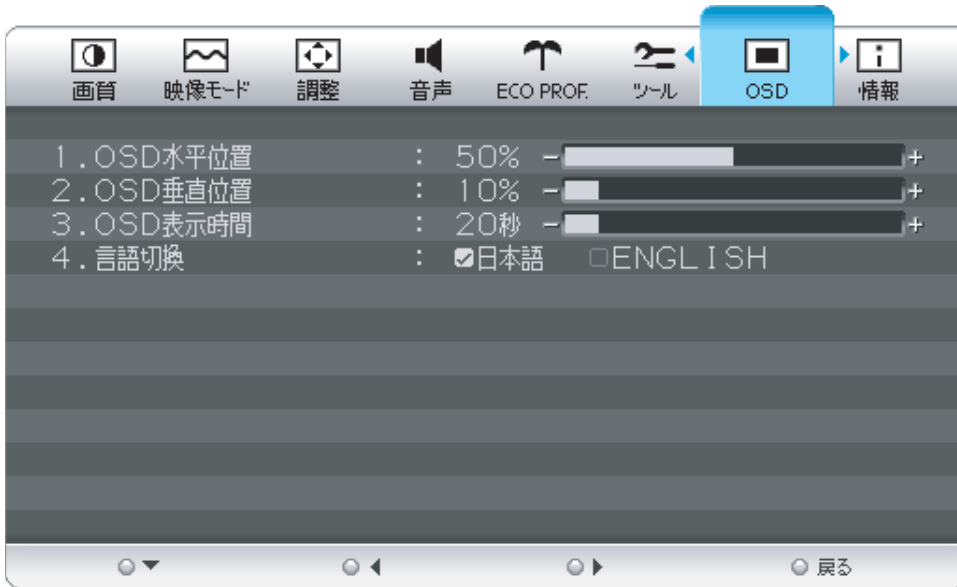 画質 映像モード 調整 音声 ECO PROF. ツール OSD 情報
1.OSD水平位置 : 50% - +
2.OSD垂直位置 : 10% - +
3.OSD表示時間 : 20秒 - +
4.言語切換 : 日本語 ENGLISH
戻る